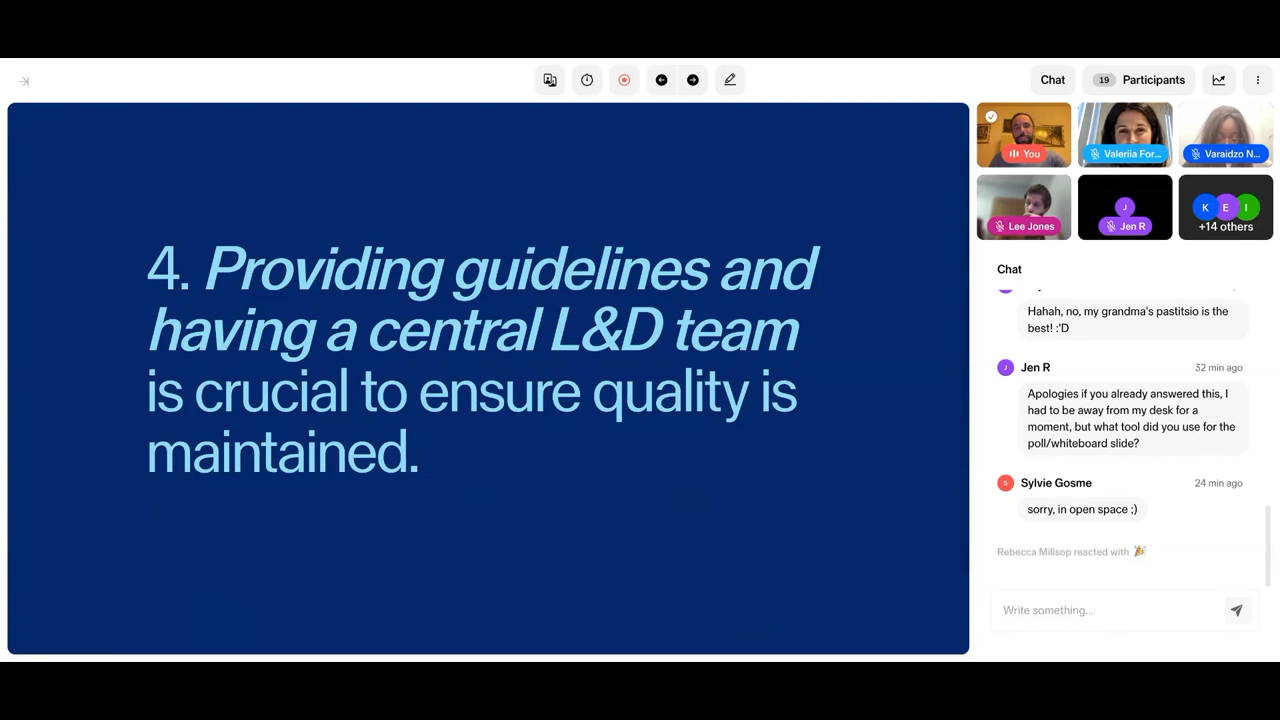 Chat
19 Participants
4. Providing guidelines and
having a central L&D team
is crucial to ensure quality is
maintained.
You
Valeriia For...
Varaidzo N...
Lee Jones
J
Jen R
K E I
+14 others
Chat
Hahah, no, my grandma's pastitsio is the
best! :'D
J Jen R 32 min ago
Apologies if you already answered this, I
had to be away from my desk for a
moment, but what tool did you use for the
poll/whiteboard slide?
S Sylvie Gosme 24 min ago
sorry, in open space ;)
Rebecca Millsop reacted with 🎉
Write something...